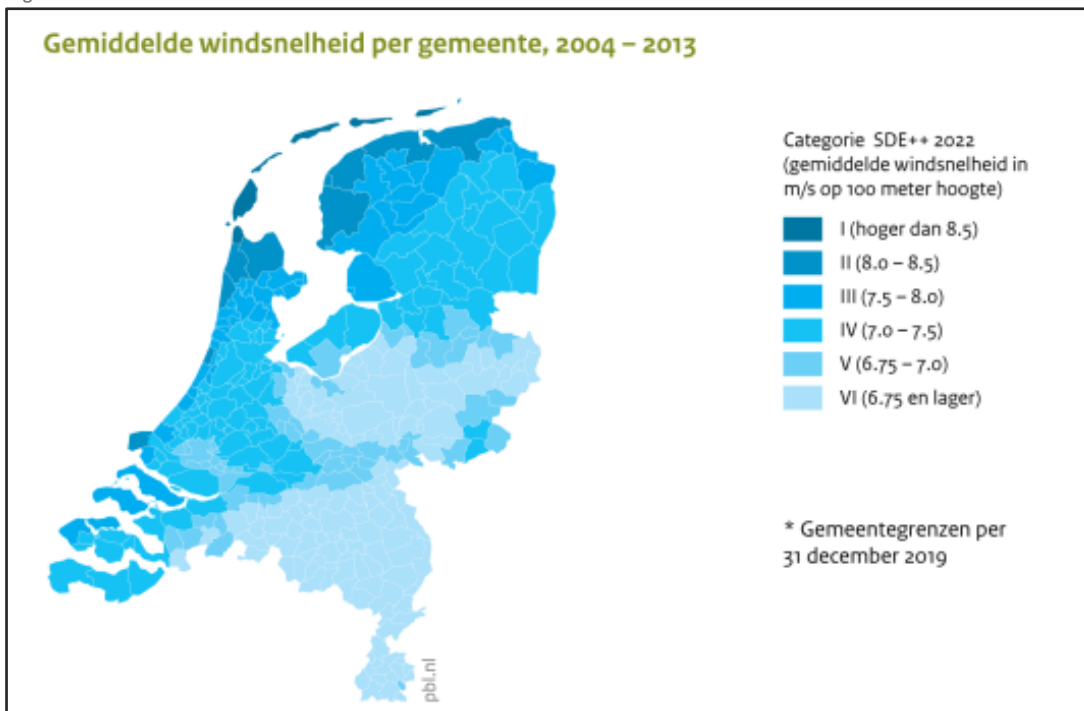 Gemiddelde windsnelheid per gemeente, 2004 – 2013
Categorie SDE++ 2022
(gemiddelde windsnelheid in
m/s op 100 meter hoogte)
I (hoger dan 8.5)
II (8.0 – 8.5)
III (7.5 – 8.0)
IV (7.0 – 7.5)
V (6.75 – 7.0)
VI (6.75 en lager)
* Gemeentegrenzen per
31 december 2019
pbl.nl